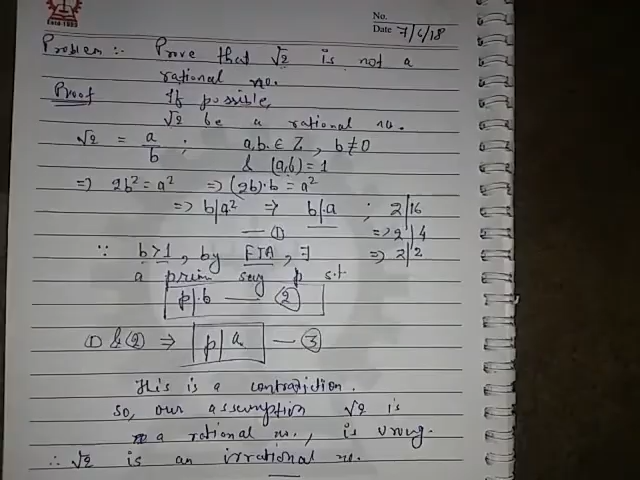 No.
Date 7/6/18
Problem :- Prove that √2 is not a
rational no.
Proof If possible,
√2 be a rational no.
√2 = a/b ; a,b ∈ Z, b≠0
& (a,b) = 1
=> 2b² = a² => (2b)·b = a²
=> b|a² => b|a ; 2|16
— ① => 2|4
∵ b>1, by FTA, ∃ => 2|2
a prim say p s.t
p|b — ②
① & ② => p|a — ③
This is a contradiction.
So, our assumption √2 is
a rational no., is wrong.
∴ √2 is an irrational no.